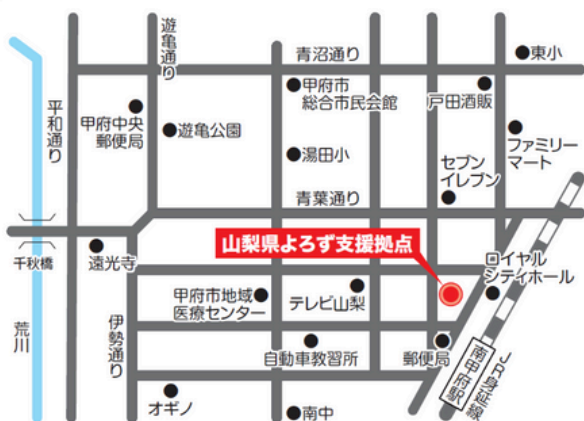 遊亀通り
青沼通り
東小
平和通り
甲府中央
郵便局
遊亀公園
甲府市
総合市民会館
戸田酒販
湯田小
ファミリー
マート
セブン
イレブン
青葉通り
千秋橋
遠光寺
山梨県よろず支援拠点
ロイヤル
シティホール
荒川
伊勢通り
甲府市地域
医療センター
テレビ山梨
自動車教習所
郵便局
南甲府駅
JR身延線
オギノ
南中